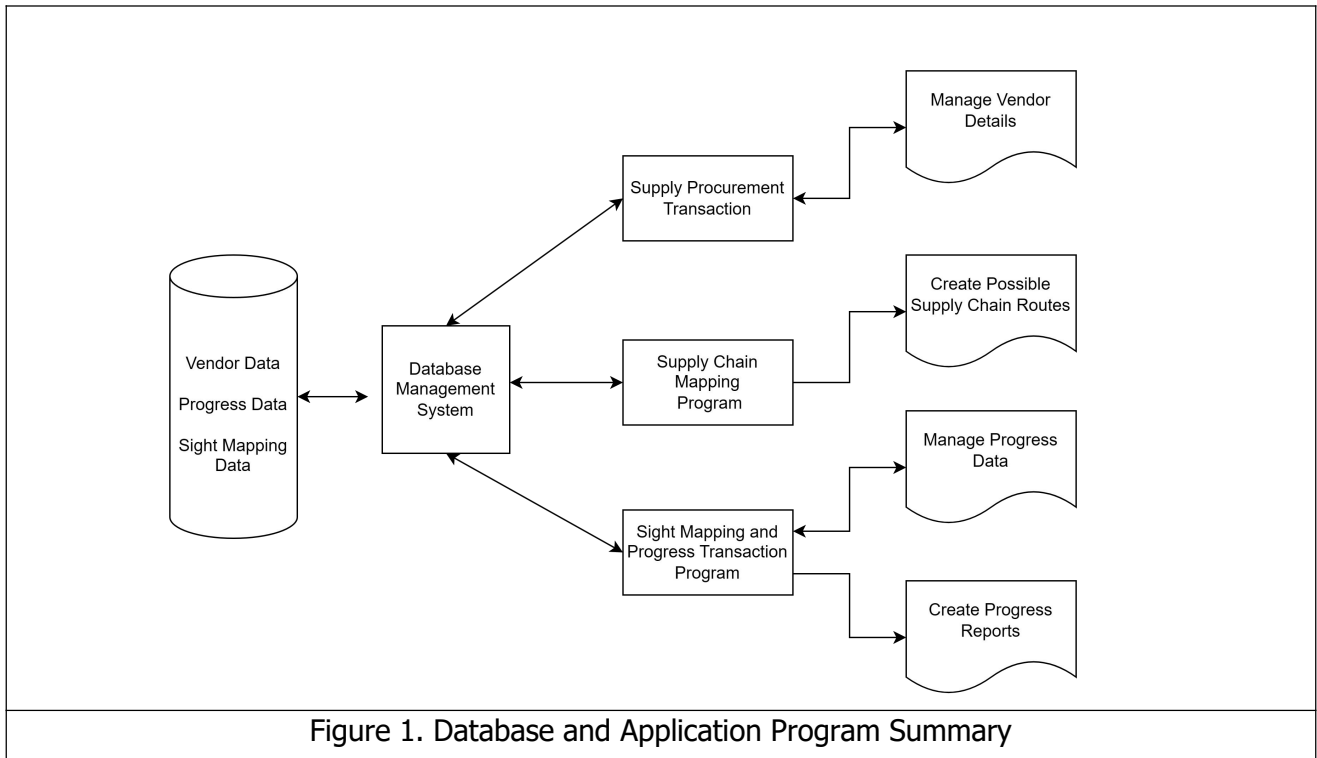 Manage Vendor
Details
Supply Procurement
Transaction
Create Possible
Supply Chain Routes
Vendor Data
Progress Data
Sight Mapping
Data
Database
Management
System
Supply Chain
Mapping
Program
Manage Progress
Data
Sight Mapping and
Progress Transaction
Program
Create Progress
Reports
Figure 1. Database and Application Program Summary